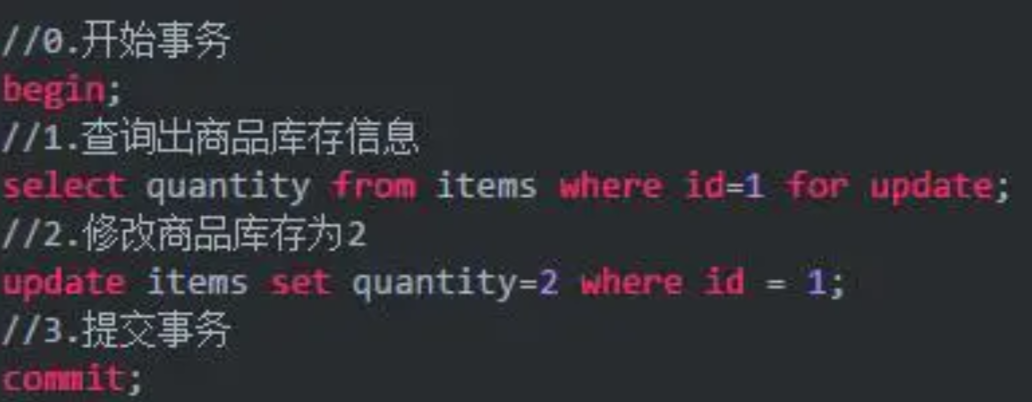 //0.开始事务
begin;
//1.查询出商品库存信息
select quantity from items where id=1 for update;
//2.修改商品库存为2
update items set quantity=2 where id = 1;
//3.提交事务
commit;